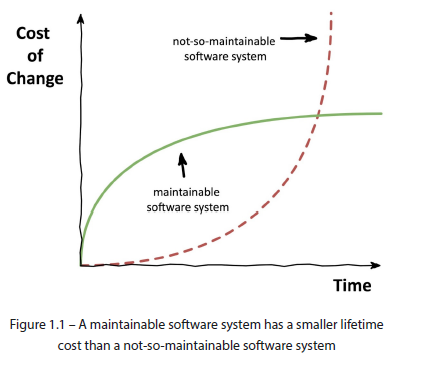 Cost
of
Change
not-so-maintainable
software system
maintainable
software system
Time
Figure 1.1 – A maintainable software system has a smaller lifetime
cost than a not-so-maintainable software system